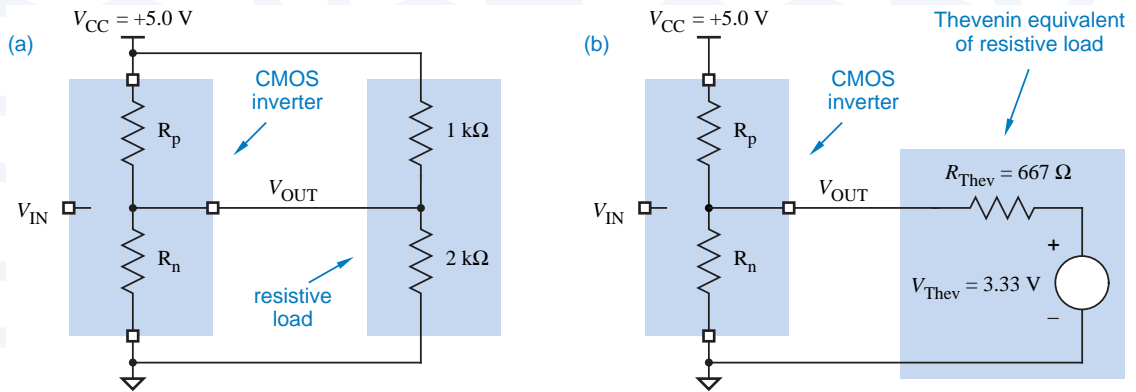 (a)
V_CC = +5.0 V
CMOS
inverter
R_p
1 kΩ
V_OUT
V_IN
R_n
2 kΩ
resistive
load
(b)
V_CC = +5.0 V
Thevenin equivalent
of resistive load
CMOS
inverter
R_p
R_Thev = 667 Ω
V_OUT
V_IN
R_n
+
V_Thev = 3.33 V
−